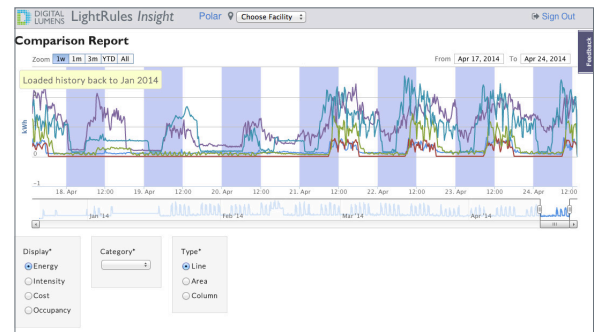 DIGITAL LUMENS LightRules Insight Polar Choose Facility Sign Out
Feedback
Comparison Report
Zoom 1w 1m 3m YTD All From Apr 17, 2014 To Apr 24, 2014
Loaded history back to Jan 2014
kWh
0
-1
18. Apr 12:00 19. Apr 12:00 20. Apr 12:00 21. Apr 12:00 22. Apr 12:00 23. Apr 12:00 24. Apr 12:00
Jan '14 Feb '14 Mar '14 Apr '14
Display* Category* Type*
Energy Line
Intensity Area
Cost Column
Occupancy